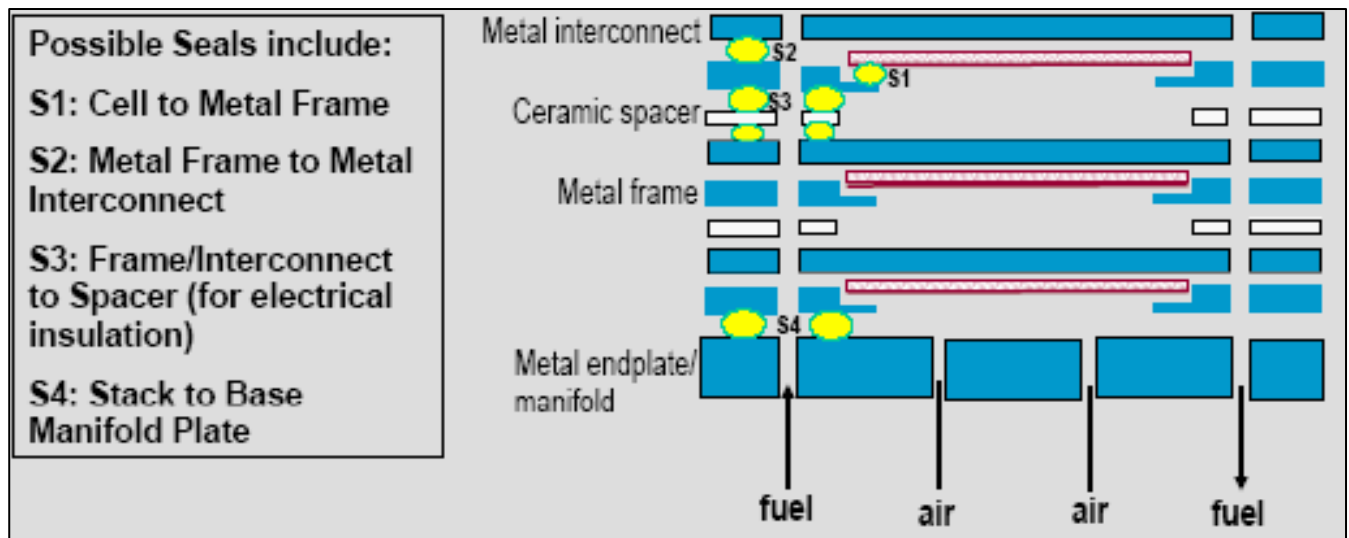 Possible Seals include:
S1: Cell to Metal Frame
S2: Metal Frame to Metal
Interconnect
S3: Frame/Interconnect
to Spacer (for electrical
insulation)
S4: Stack to Base
Manifold Plate
Metal interconnect
S2
S1
S3
Ceramic spacer
Metal frame
S4
Metal endplate/
manifold
fuel
air
air
fuel